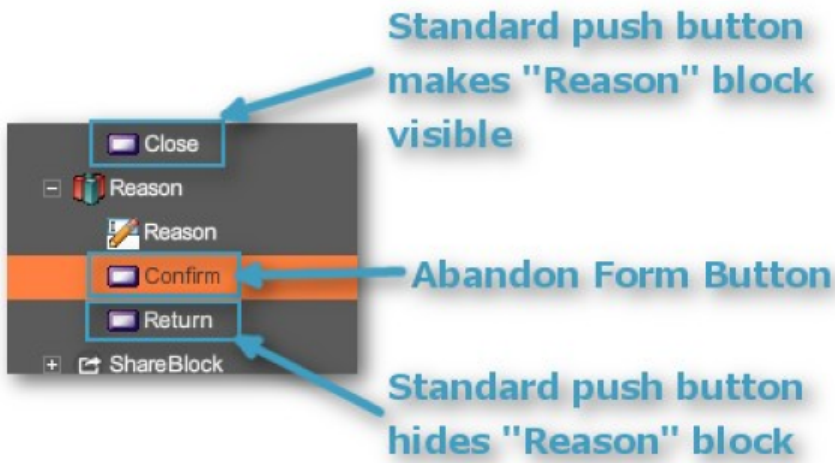 Standard push button
makes "Reason" block
visible
Close
Reason
Reason
Confirm
Abandon Form Button
Return
ShareBlock
Standard push button
hides "Reason" block